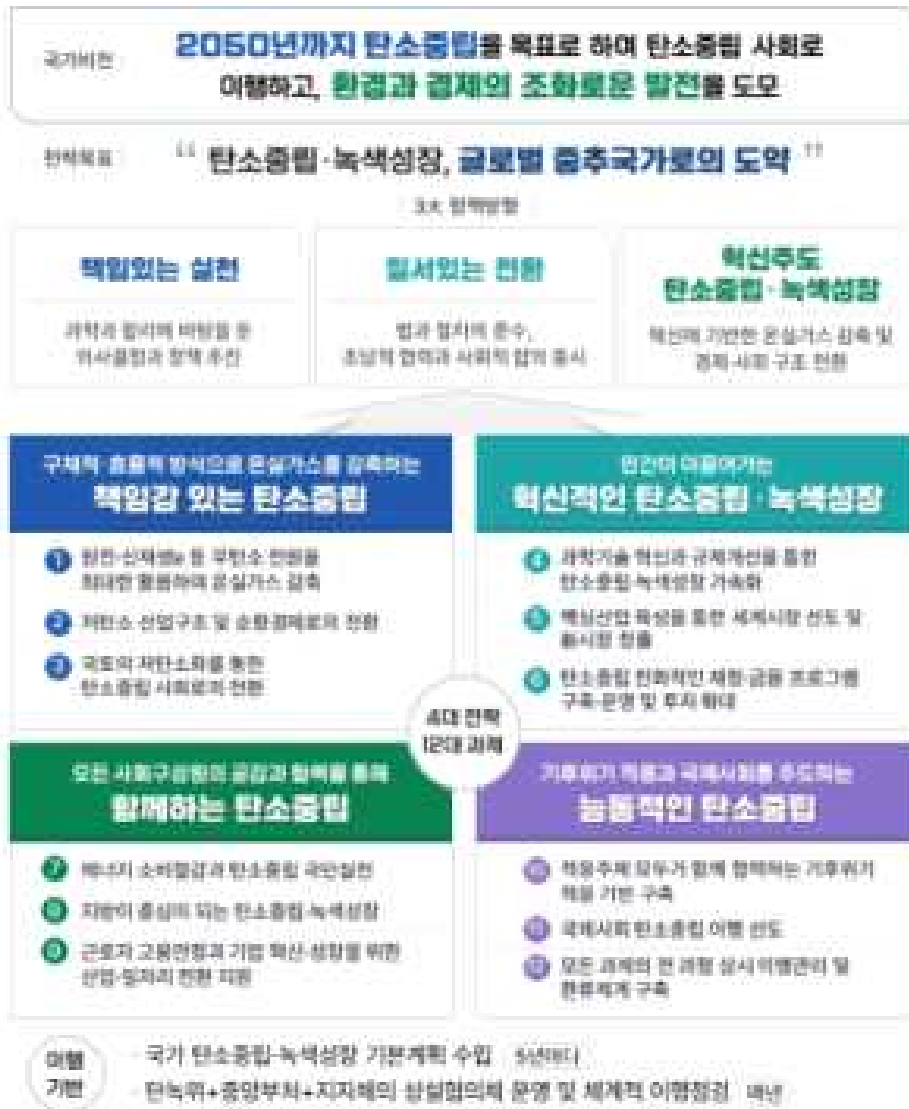 국가비전
2050년까지 탄소중립을 목표로 하여 탄소중립 사회로
이행하고, 환경과 경제의 조화로운 발전을 도모
전략목표
“ 탄소중립·녹색성장, 글로벌 중추국가로의 도약 ”
3大 정책방향
책임있는 실천
과학과 합리에 바탕을 둔
의사결정과 정책 추진
질서있는 전환
법과 절차의 준수,
초당적 협력과 사회적 합의 중시
혁신주도
탄소중립·녹색성장
혁신에 기반한 온실가스 감축 및
경제·사회 구조 전환
구체적·효율적 방식으로 온실가스를 감축하는
책임감 있는 탄소중립
1 원전·신재생e 등 무탄소 전원을
최대한 활용하여 온실가스 감축
2 저탄소 산업구조 및 순환경제로의 전환
3 국토의 저탄소화를 통한
탄소중립 사회로의 전환
민간이 이끌어가는
혁신적인 탄소중립·녹색성장
4 과학기술 혁신과 규제개선을 통한
탄소중립·녹색성장 가속화
5 핵심산업 육성을 통한 세계시장 선도 및
新시장 창출
6 탄소중립 친화적인 재정·금융 프로그램
구축·운영 및 투자 확대
4대 전략
12대 과제
모든 사회구성원의 공감과 협력을 통해
함께하는 탄소중립
7 에너지 소비절감과 탄소중립 국민실천
8 지방이 중심이 되는 탄소중립·녹색성장
9 근로자 고용안정과 기업 혁신·성장을 위한
산업·일자리 전환 지원
기후위기 적응과 국제사회를 주도하는
능동적인 탄소중립
10 적응주체 모두가 함께 협력하는 기후위기
적응 기반 구축
11 국제사회 탄소중립 이행 선도
12 모든 과제의 전 과정 상시 이행관리 및
환류체계 구축
이행
기반
· 국가 탄소중립·녹색성장 기본계획 수립 5년마다
· 탄녹위+중앙부처+지자체의 상설협의체 운영 및 체계적 이행점검 매년